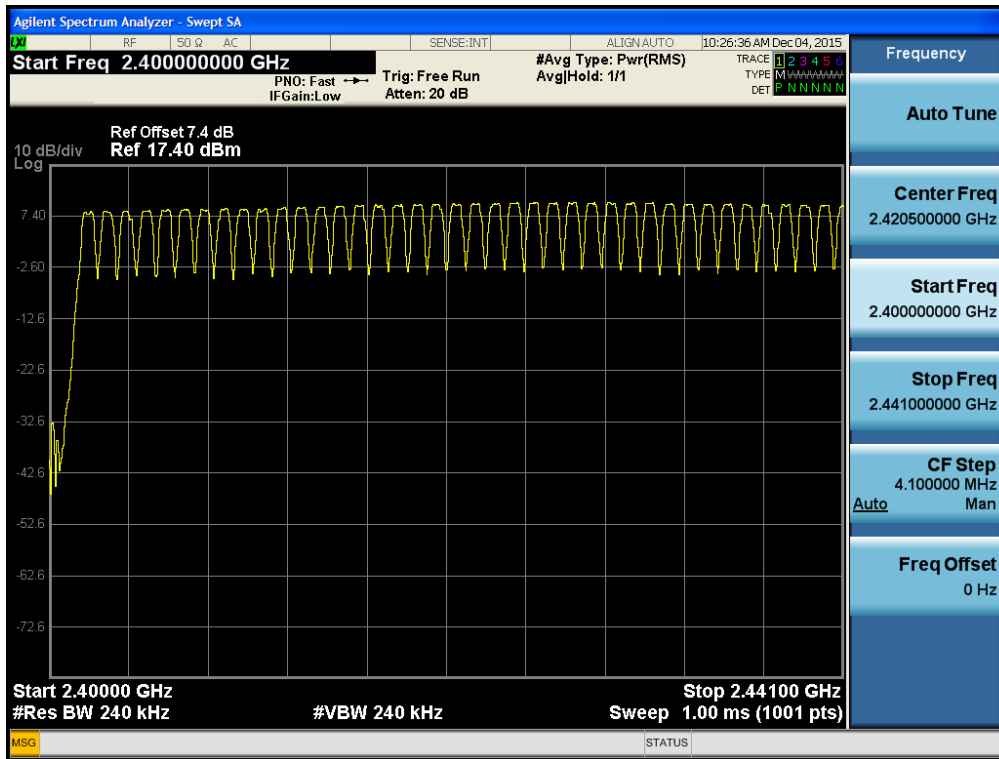 Agilent Spectrum Analyzer - Swept SA
LXI RF 50 Ω AC SENSE:INT ALIGN AUTO 10:26:36 AM Dec 04, 2015
Start Freq 2.400000000 GHz
PNO: Fast
IFGain:Low
Trig: Free Run
Atten: 20 dB
#Avg Type: Pwr(RMS)
Avg|Hold: 1/1
TRACE 1 2 3 4 5 6
TYPE M WWWWW
DET P N N N N N
Ref Offset 7.4 dB
10 dB/div Ref 17.40 dBm
Log
7.40
-2.60
-12.6
-22.6
-32.6
-42.6
-52.6
-62.6
-72.6
Start 2.40000 GHz Stop 2.44100 GHz
#Res BW 240 kHz #VBW 240 kHz Sweep 1.00 ms (1001 pts)
MSG STATUS
Frequency
Auto Tune
Center Freq
2.420500000 GHz
Start Freq
2.400000000 GHz
Stop Freq
2.441000000 GHz
CF Step
4.100000 MHz
Auto Man
Freq Offset
0 Hz